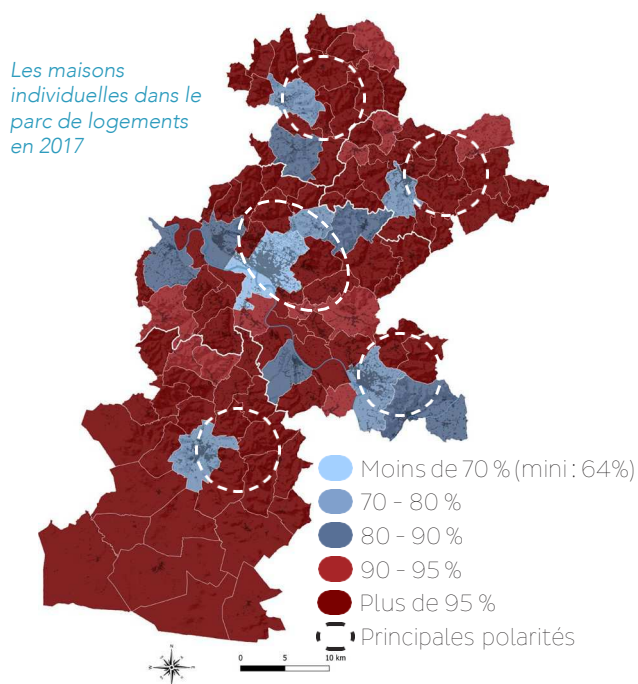 Les maisons
individuelles dans le
parc de logements
en 2017
Moins de 70 % (mini : 64%)
70 - 80 %
80 - 90 %
90 - 95 %
Plus de 95 %
Principales polarités
0 5 10 km